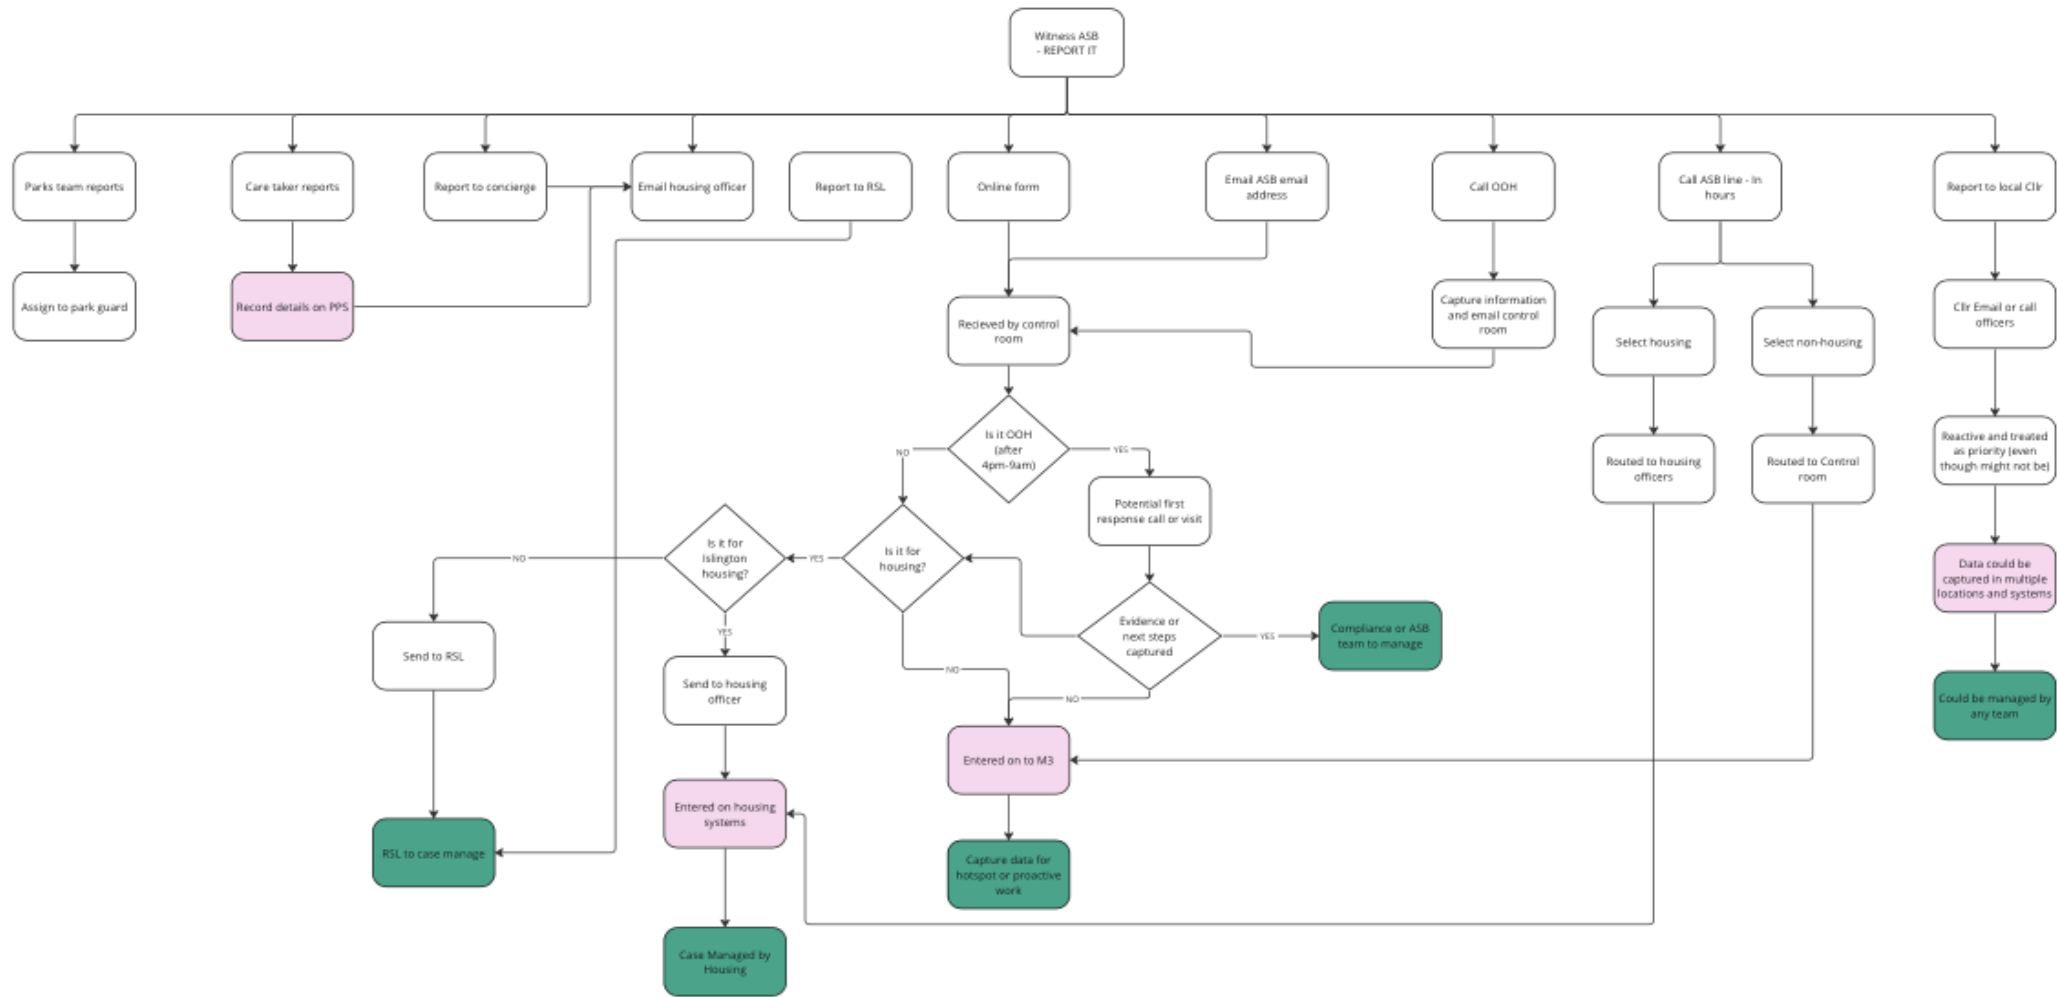 Witness ASB
- REPORT IT
Parks team reports
Care taker reports
Report to concierge
Email housing officer
Report to RSL
Online form
Email ASB email
address
Call OOH
Call ASB line - In
hours
Report to local Cllr
Assign to park guard
Record details on PPS
Recieved by control
room
Capture information
and email control
room
Select housing
Select non-housing
Cllr Email or call
officers
Is it OOH
(after
4pm-9am)
NO
YES
Potential first
response call or visit
Routed to housing
officers
Routed to Control
room
Reactive and treated
as priority (even
though might not be)
Is it for
Islington
housing?
NO
YES
Is it for
housing?
YES
Evidence or
next steps
captured
YES
Compliance or ASB
team to manage
Data could be
captured in multiple
locations and systems
Send to RSL
Send to housing
officer
NO
NO
Could be managed by
any team
Entered on to M3
Entered on housing
systems
RSL to case manage
Capture data for
hotspot or proactive
work
Case Managed by
Housing